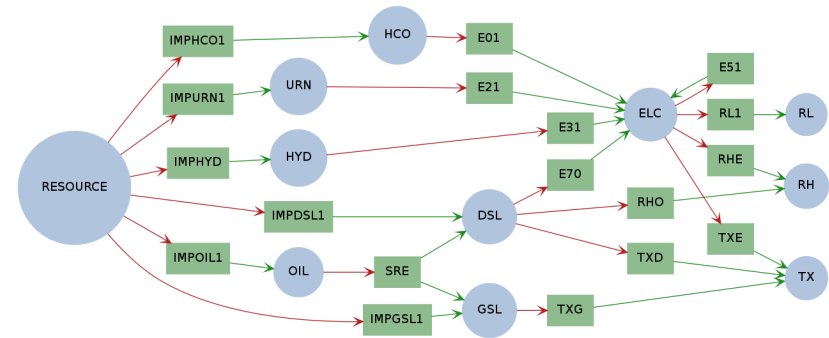 RESOURCE
IMPHCO1
IMPURN1
IMPHYD
IMPDSL1
IMPOIL1
IMPGSL1
HCO
URN
HYD
OIL
SRE
DSL
GSL
E01
E21
E31
E70
RHO
TXD
TXG
ELC
E51
RL1
RHE
TXE
RL
RH
TX